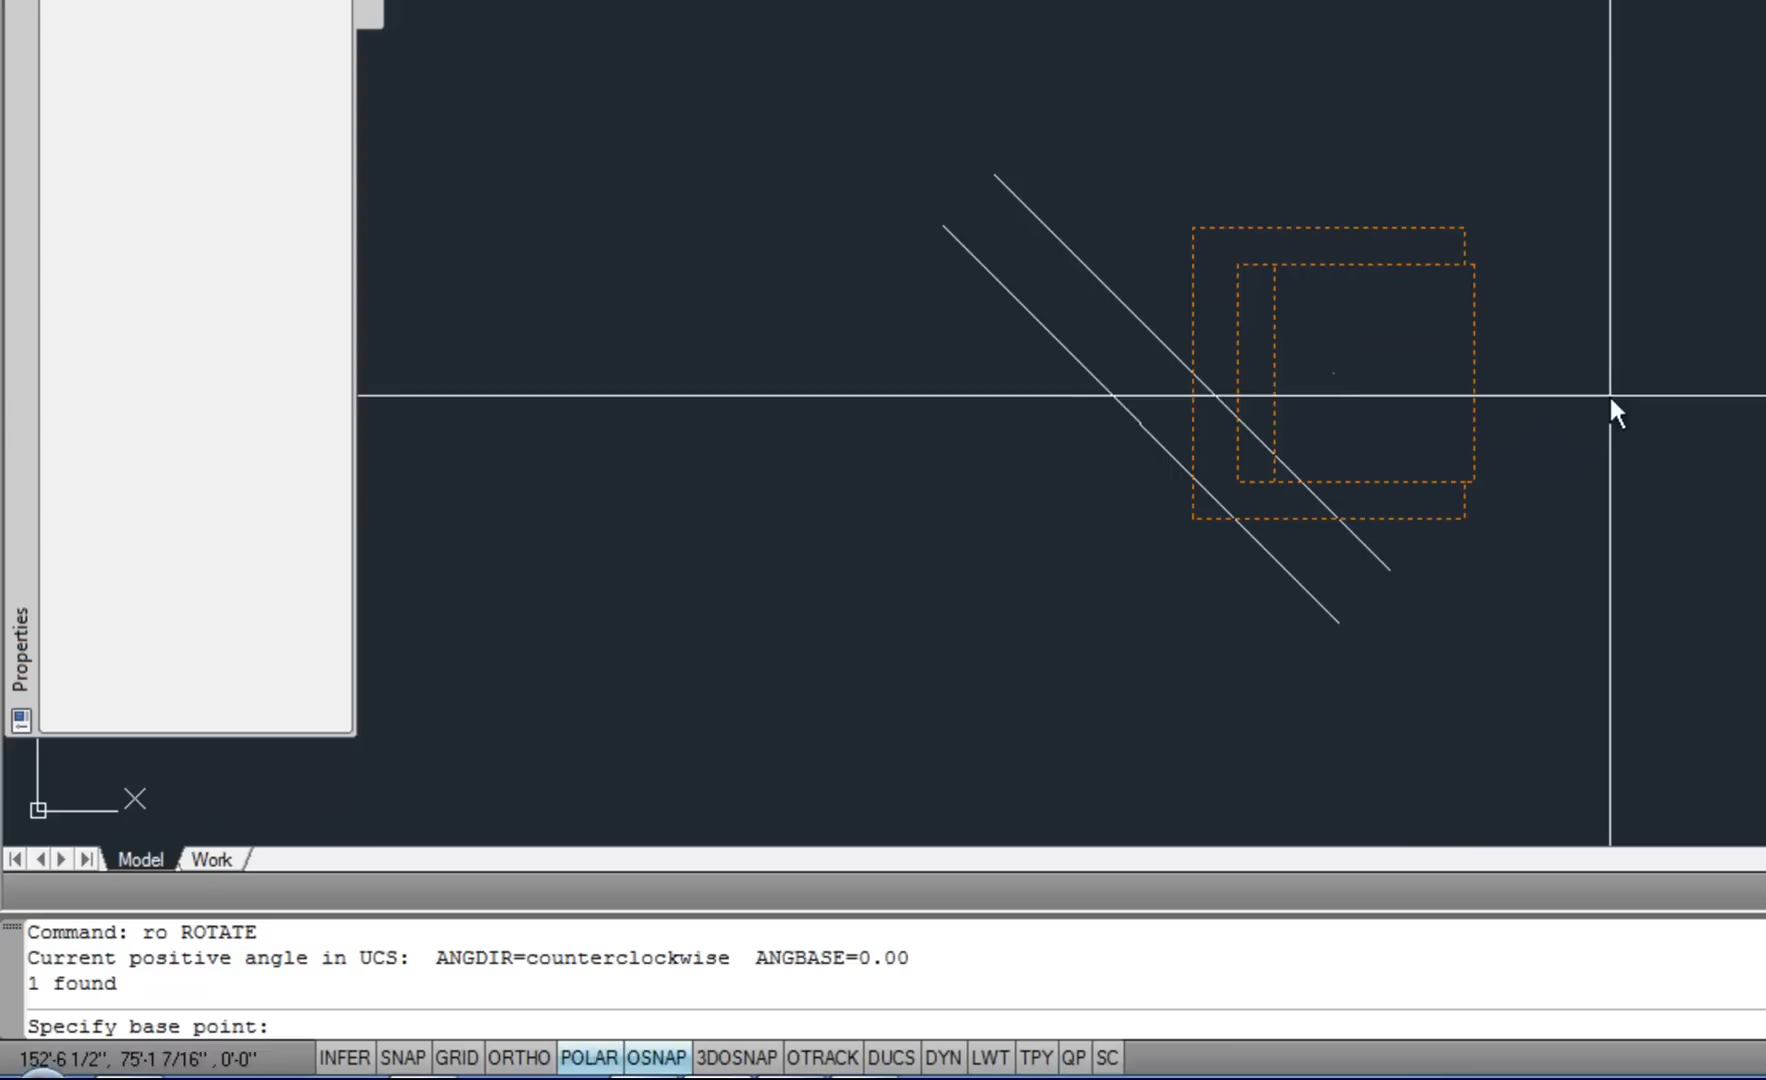 Properties
Model Work
Command: ro ROTATE
Current positive angle in UCS:  ANGDIR=counterclockwise  ANGBASE=0.00
1 found
Specify base point:
152'-6 1/2", 75'-1 7/16" , 0'-0" INFER SNAP GRID ORTHO POLAR OSNAP 3DOSNAP OTRACK DUCS DYN LWT TPY QP SC